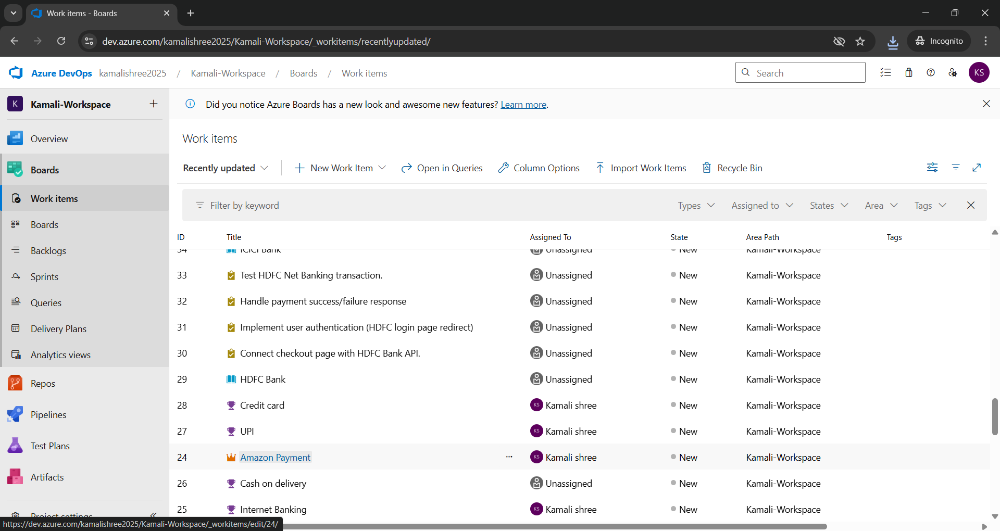 Work items - Boards
dev.azure.com/kamalishree2025/Kamali-Workspace/_workitems/recentlyupdated/
Incognito
Azure DevOps kamalishree2025 / Kamali-Workspace / Boards / Work items
Search
KS
K Kamali-Workspace
Did you notice Azure Boards has a new look and awesome new features? Learn more.
Overview
Boards
Work items
Boards
Backlogs
Sprints
Queries
Delivery Plans
Analytics views
Repos
Pipelines
Test Plans
Artifacts
Project settings
Work items
Recently updated
New Work Item
Open in Queries
Column Options
Import Work Items
Recycle Bin
Filter by keyword
Types
Assigned to
States
Area
Tags
ID Title Assigned To State Area Path Tags
34 ICICI Bank Unassigned New Kamali-Workspace
33 Test HDFC Net Banking transaction. Unassigned New Kamali-Workspace
32 Handle payment success/failure response Unassigned New Kamali-Workspace
31 Implement user authentication (HDFC login page redirect) Unassigned New Kamali-Workspace
30 Connect checkout page with HDFC Bank API. Unassigned New Kamali-Workspace
29 HDFC Bank Unassigned New Kamali-Workspace
28 Credit card KS Kamali shree New Kamali-Workspace
27 UPI KS Kamali shree New Kamali-Workspace
24 Amazon Payment KS Kamali shree New Kamali-Workspace
26 Cash on delivery Unassigned New Kamali-Workspace
25 Internet Banking KS Kamali shree New Kamali-Workspace
https://dev.azure.com/kamalishree2025/Kamali-Workspace/_workitems/edit/24/